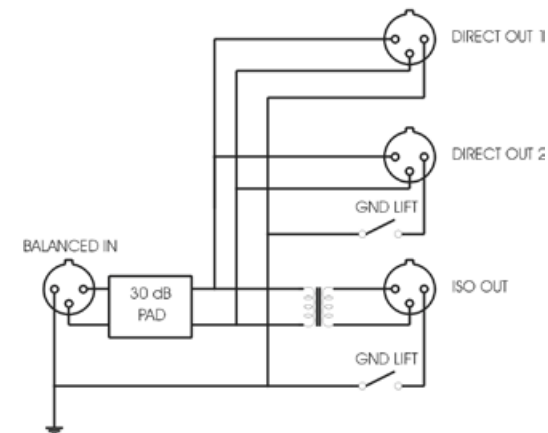 DIRECT OUT 1
DIRECT OUT 2
GND LIFT
BALANCED IN
30 dB
PAD
ISO OUT
GND LIFT